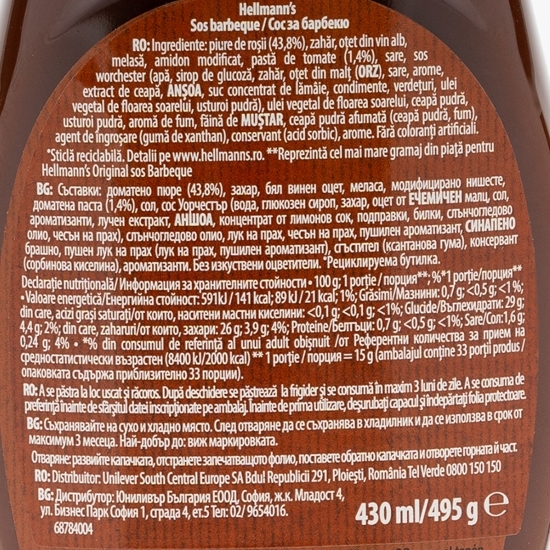 Hellmann's
Sos barbeque / Сос за барбекю
RO: Ingrediente: piure de roșii (43,8%), zahăr, oțet din vin alb,
melasă, amidon modificat, pastă de tomate (1,4%), sare, sos
worchester (apă, sirop de glucoză, zahăr, oțet din malț (ORZ), sare, arome,
extract de ceapă, ANȘOA, suc concentrat de lămâie, condimente, verdețuri, ulei
vegetal de floarea soarelui, usturoi pudră), ulei vegetal de floarea soarelui, ceapă pudră,
usturoi pudră, aromă de fum, făină de MUȘTAR, ceapă pudră afumată (ceapă pudră, fum),
agent de îngroșare (gumă de xanthan), conservant (acid sorbic), arome. Fără coloranți artificiali.
*Sticlă reciclabilă. Detalii pe www.hellmanns.ro. **Reprezintă cel mai mare gramaj din piață pentru
Hellmann's Original Sos Barbeque
BG: Съставки: доматено пюре (43,8%), захар, бял винен оцет, меласа, модифицирано нишесте,
доматена паста (1,4%), сол, сос Уорчестър (вода, глюкозен сироп, захар, оцет от ЕЧЕМИЧЕН малц, сол,
ароматизанти, лучен екстракт, АНШОА, концентрат от лимонов сок, подправки, билки, слънчогледово
олио, чесън на прах), слънчогледово олио, лук на прах, чесън на прах, пушилен ароматизант, СИНАПЕНО
брашно, пушен лук на прах (лук на прах, пушилен ароматизант), сгъстител (ксантанова гума), консервант
(сорбинова киселина), ароматизанти. Без изкуствени оцветители. *Рециклируема бутилка.
Declarație nutrițională / Информация за хранителните стойности • 100 g; 1 porție / порция**; %*1 porție/порция**
• Valoare energetică/Енергийна стойност: 591kJ / 141 kcal; 89 kJ / 21 kcal; 1%; Grăsimi/Мазнини: 0,7 g; <0,5 g; <1%;
din care, acizi grași saturați/от които, наситени мастни киселини: <0,1 g; <0,1 g; <1%; Glucide/Въглехидрати: 29 g;
4,4 g; 2%; din care, zaharuri/от които, захари: 26 g; 3,9 g; 4%; Proteine/Белтъци: 0,7 g; <0,5 g; <1%; Sare/Сол: 1,6 g;
0,24 g; 4% • *% din consumul de referință al unui adult obișnuit / от Референтни количества за прием на
средностатистически възрастен (8400 kJ/2000 kcal) ** 1 porție / порция = 15 g (ambalajul conține 33 porții produs /
опаковката съдържа приблизително 33 порции).
RO: A se păstra la loc uscat și răcoros. După deschidere se păstrează la frigider și se consumă în maxim 3 luni de zile. A se consuma de
preferință înainte de sfârșitul datei inscripționate pe ambalaj. Înainte de prima utilizare, deșurubați capacul și îndepărtați folia protectoare.
BG: Съхранявайте на сухо и хладно място. След отваряне да се съхранява в хладилник и да се използва в срок от
максимум 3 месеца. Най-добър до: виж маркировката.
Отваряне: развийте капачката, отстранете запечатващото фолио, поставете обратно капачката и отворете горната й част.
RO: Distribuitor: Unilever South Central Europe SA Bdul Republicii 291, Ploiești, România Tel Verde 0800 150 150
BG: Дистрибутор: Юниливър България ЕООД, София, ж.к. Младост 4,
ул. Бизнес Парк София 1, сграда 4, ет.5 Тел: 02/ 9654016.
68784004
430 ml/495 g ℮